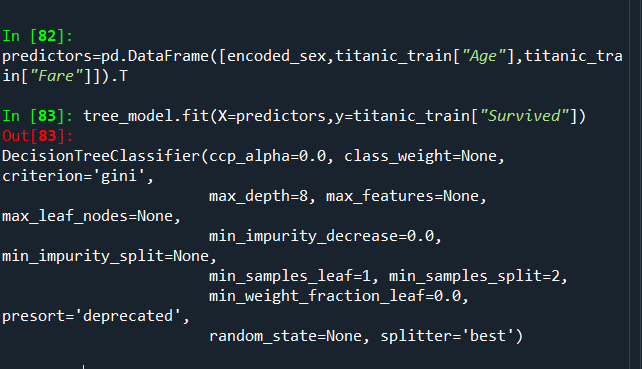 In [82]:
predictors=pd.DataFrame([encoded_sex,titanic_train["Age"],titanic_tra
in["Fare"]]).T
In [83]: tree_model.fit(X=predictors,y=titanic_train["Survived"])
Out[83]:
DecisionTreeClassifier(ccp_alpha=0.0, class_weight=None,
criterion='gini',
max_depth=8, max_features=None,
max_leaf_nodes=None,
min_impurity_decrease=0.0,
min_impurity_split=None,
min_samples_leaf=1, min_samples_split=2,
min_weight_fraction_leaf=0.0,
presort='deprecated',
random_state=None, splitter='best')